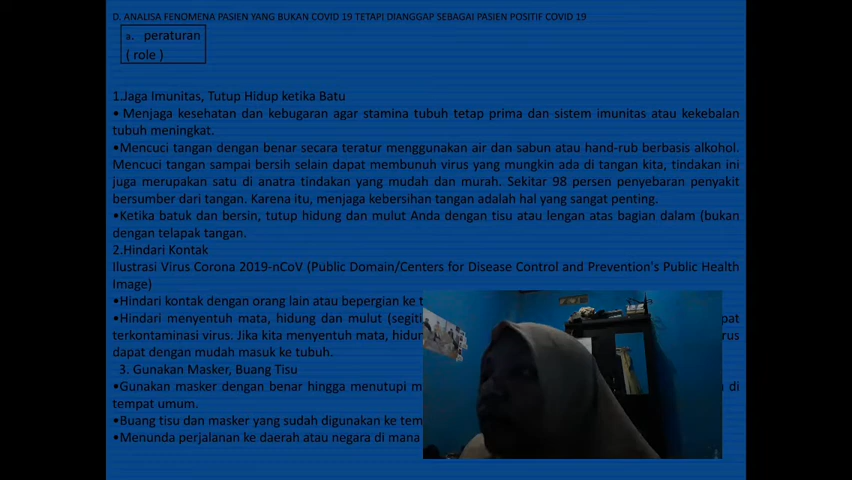 D. ANALISA FENOMENA PASIEN YANG BUKAN COVID 19 TETAPI DIANGGAP SEBAGAI PASIEN POSITIF COVID 19
a. peraturan
( role )
1.Jaga Imunitas, Tutup Hidup ketika Batu
• Menjaga kesehatan dan kebugaran agar stamina tubuh tetap prima dan sistem imunitas atau kekebalan
tubuh meningkat.
•Mencuci tangan dengan benar secara teratur menggunakan air dan sabun atau hand-rub berbasis alkohol.
Mencuci tangan sampai bersih selain dapat membunuh virus yang mungkin ada di tangan kita, tindakan ini
juga merupakan satu di anatra tindakan yang mudah dan murah. Sekitar 98 persen penyebaran penyakit
bersumber dari tangan. Karena itu, menjaga kebersihan tangan adalah hal yang sangat penting.
•Ketika batuk dan bersin, tutup hidung dan mulut Anda dengan tisu atau lengan atas bagian dalam (bukan
dengan telapak tangan.
2.Hindari Kontak
Ilustrasi Virus Corona 2019-nCoV (Public Domain/Centers for Disease Control and Prevention's Public Health
Image)
•Hindari kontak dengan orang lain atau bepergian ke
•Hindari menyentuh mata, hidung dan mulut
terkontaminasi virus. Jika kita menyentuh mata,
dapat dengan mudah masuk ke tubuh.
3. Gunakan Masker, Buang Tisu
•Gunakan masker dengan benar hingga menutupi di
tempat umum.
•Buang tisu dan masker yang sudah digunakan ke
•Menunda perjalanan ke daerah atau negara di mana